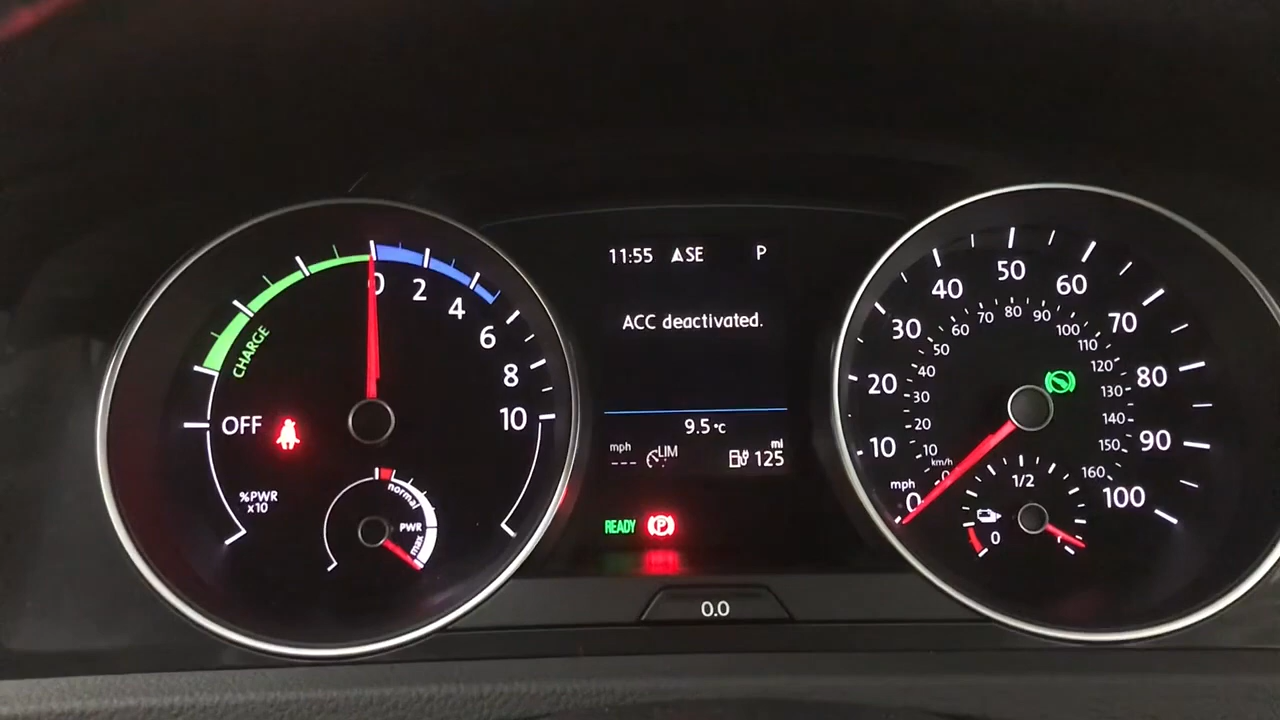 11:55 SE P
ACC deactivated.
9.5°C
mph mi
--- LIM 125
READY P
0.0
0
2
4
6
8
10
CHARGE
OFF
%PWR
x10
normal
PWR
max
mph
0
10
20
30
40
50
60
70
80
90
100
km/h
0
10
20
30
40
50
60
70
80
90
100
110
120
130
140
150
160
1/2
0